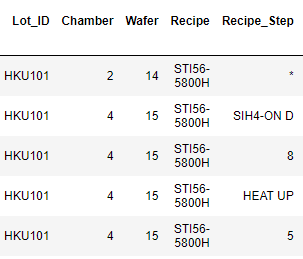 Lot_ID Chamber Wafer Recipe Recipe_Step
HKU101 2 14 STI56-5800H *
HKU101 4 15 STI56-5800H SIH4-ON D
HKU101 4 15 STI56-5800H 8
HKU101 4 15 STI56-5800H HEAT UP
HKU101 4 15 STI56-5800H 5